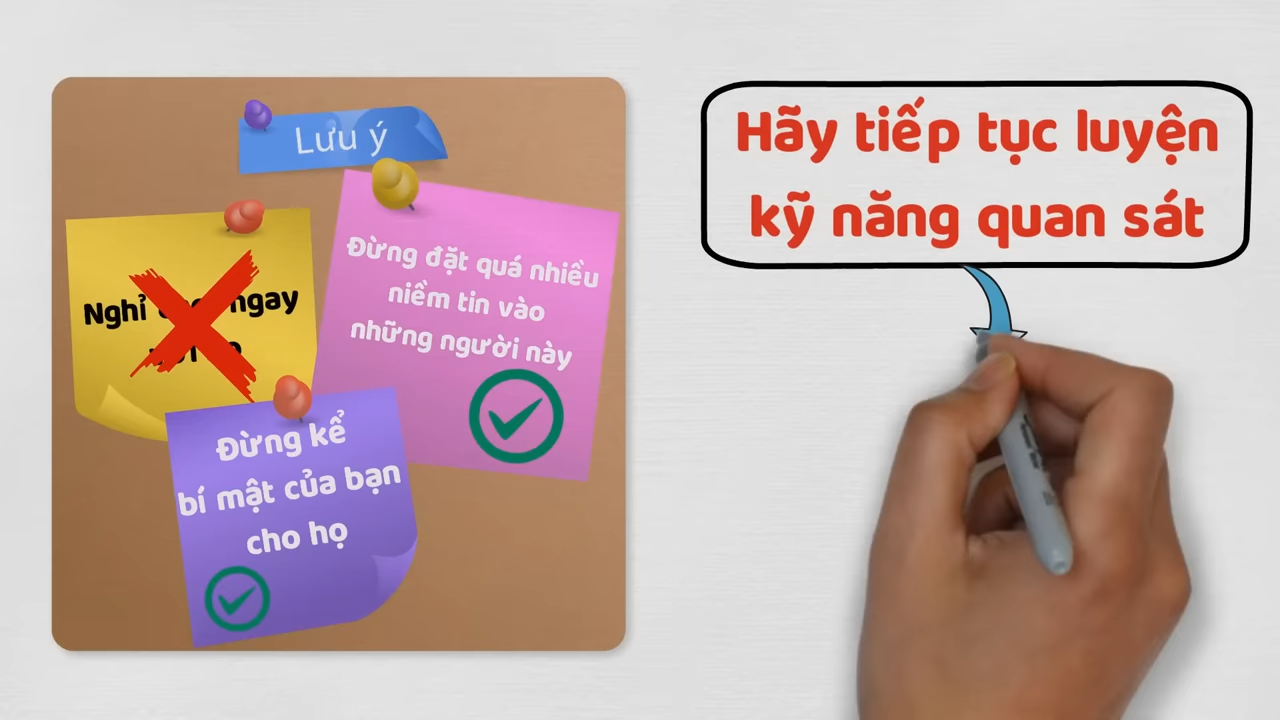 Lưu ý
Nghỉ ngay
Đừng đặt quá nhiều
niềm tin vào
những người này
Đừng kể
bí mật của bạn
cho họ
Hãy tiếp tục luyện
kỹ năng quan sát